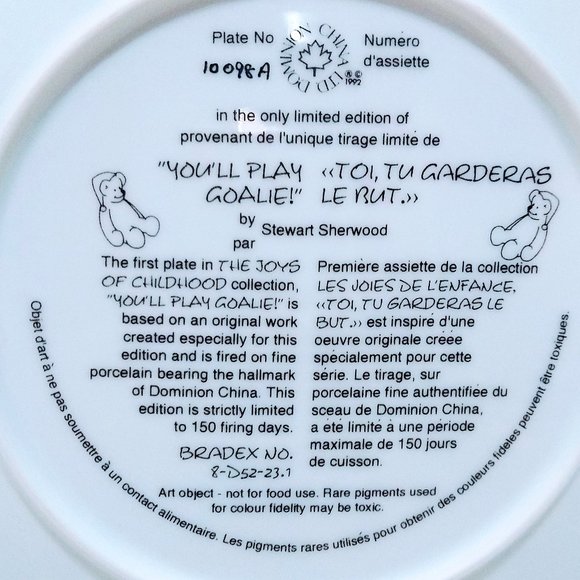 Plate No
10098A
DOMINION CHINA LTD
®©
1992
Numéro
d'assiette
in the only limited edition of
provenant de l'unique tirage limité de
"YOU'LL PLAY
GOALIE!"
‹‹TOI, TU GARDERAS
LE BUT.››
by
par
Stewart Sherwood
The first plate in THE JOYS
OF CHILDHOOD collection,
"YOU'LL PLAY GOALIE!" is
based on an original work
created especially for this
edition and is fired on fine
porcelain bearing the hallmark
of Dominion China. This
edition is strictly limited
to 150 firing days.
BRADEX NO.
8-D52-23.1
Première assiette de la collection
LES JOIES DE L'ENFANCE,
‹‹TOI, TU GARDERAS LE
BUT.›› est inspiré d'une
oeuvre originale créée
spécialement pour cette
série. Le tirage, sur
porcelaine fine authentifiée du
sceau de Dominion China,
a été limité à une période
maximale de 150 jours
de cuisson.
Art object - not for food use. Rare pigments used
for colour fidelity may be toxic.
Objet d'art à ne pas soumettre à un contact alimentaire. Les pigments rares utilisés pour obtenir des couleurs fidèles peuvent être toxiques.